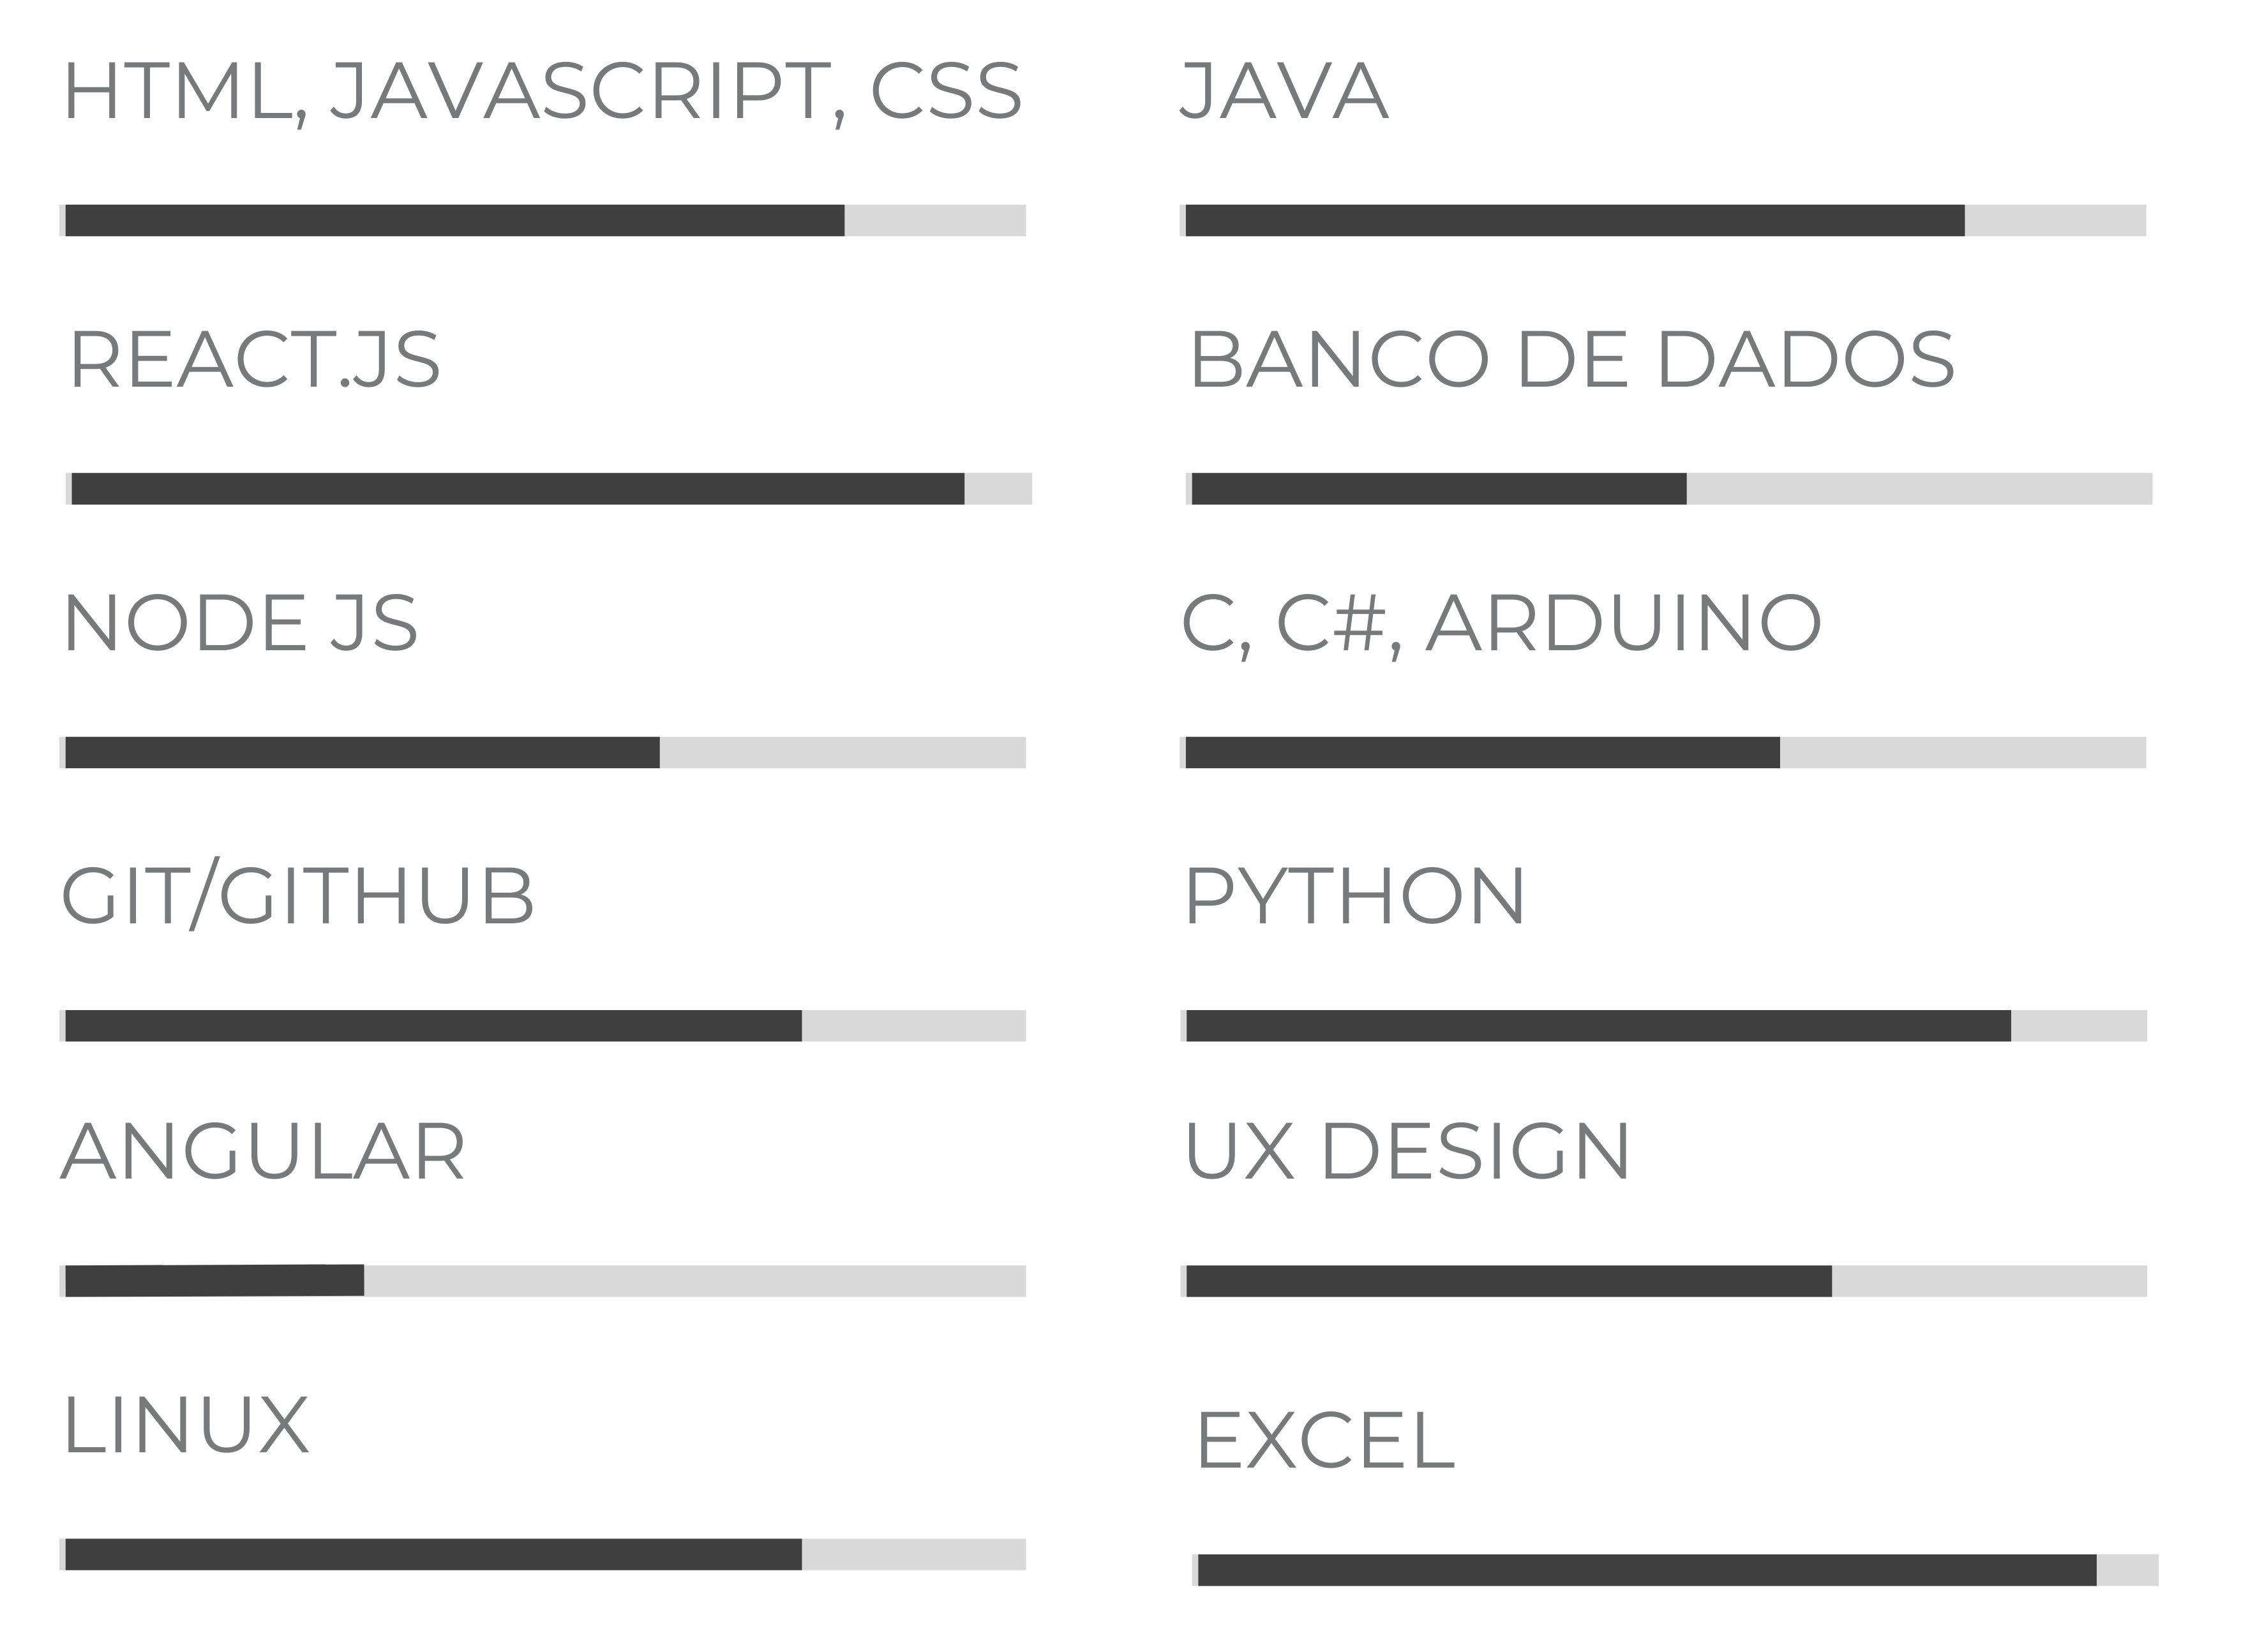 HTML, JAVASCRIPT, CSS
JAVA
REACT.JS
BANCO DE DADOS
NODE JS
C, C#, ARDUINO
GIT/GITHUB
PYTHON
ANGULAR
UX DESIGN
LINUX
EXCEL